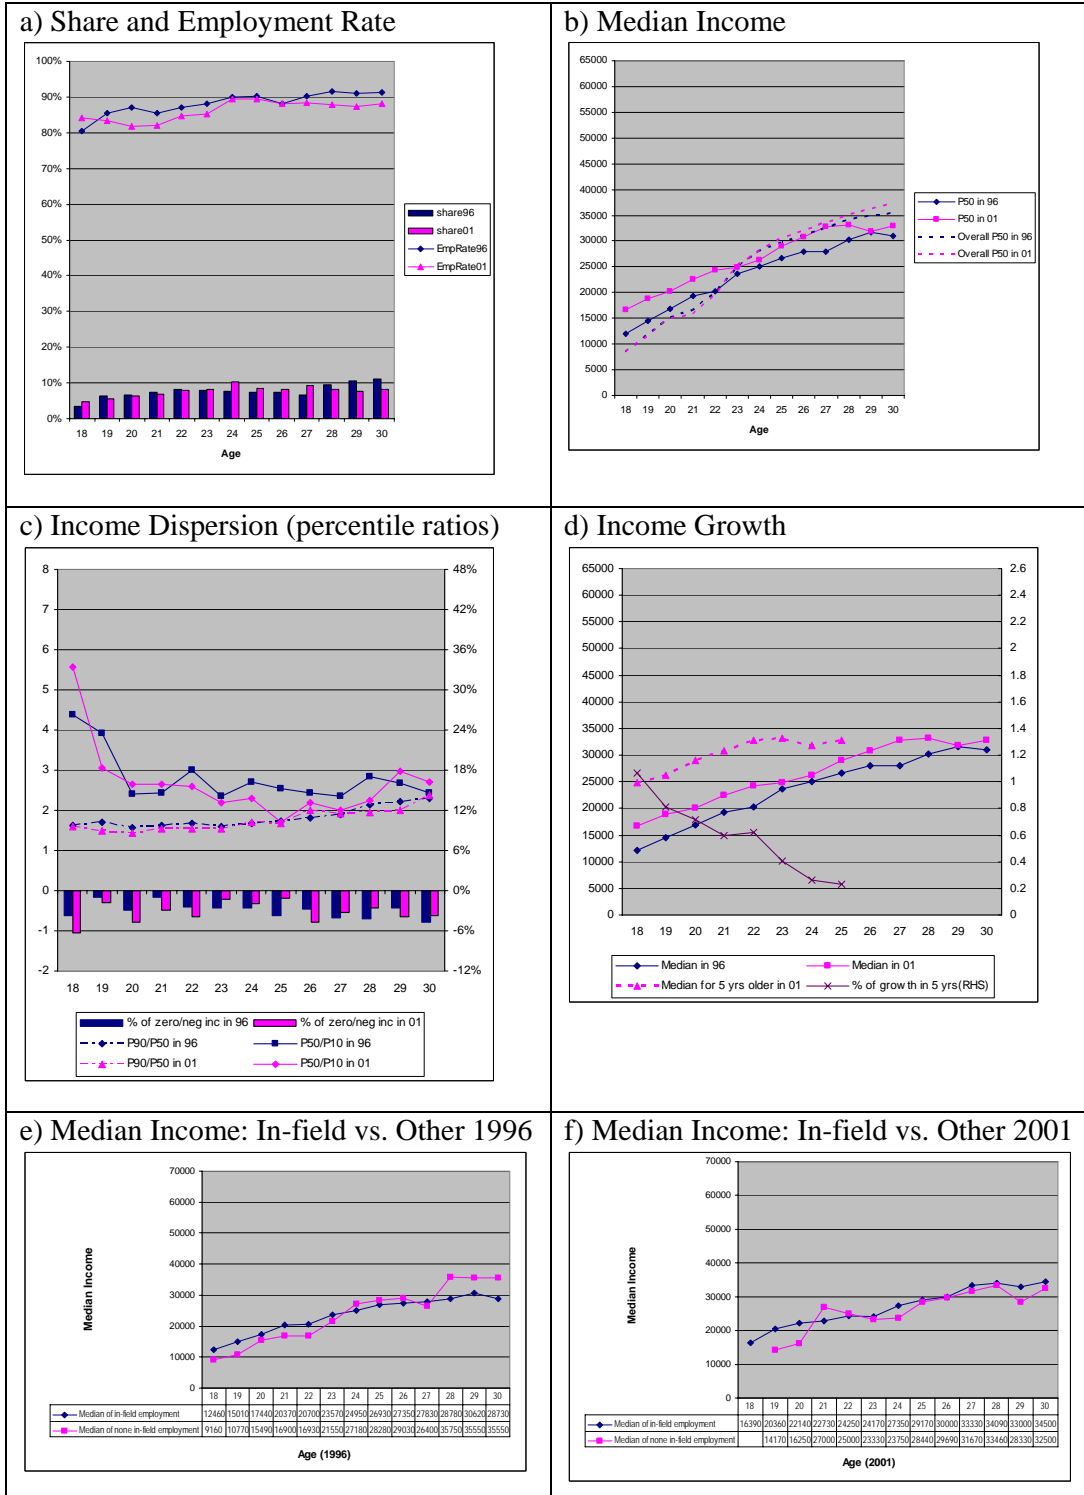 a) Share and Employment Rate
100%
90%
80%
70%
60%
50%
40%
30%
20%
10%
0%
18 19 20 21 22 23 24 25 26 27 28 29 30
Age
share96
share01
EmpRate96
EmpRate01
b) Median Income
65000
60000
55000
50000
45000
40000
35000
30000
25000
20000
15000
10000
5000
0
18 19 20 21 22 23 24 25 26 27 28 29 30
Age
P50 in 96
P50 in 01
Overall P50 in 96
Overall P50 in 01
c) Income Dispersion (percentile ratios)
8 48%
7 42%
6 36%
5 30%
4 24%
3 18%
2 12%
1 6%
0 0%
-1 -6%
-2 -12%
18 19 20 21 22 23 24 25 26 27 28 29 30
% of zero/neg inc in 96 % of zero/neg inc in 01
P90/P50 in 96 P50/P10 in 96
P90/P50 in 01 P50/P10 in 01
d) Income Growth
65000 2.6
60000 2.4
55000 2.2
50000 2
45000 1.8
40000 1.6
35000 1.4
30000 1.2
25000 1
20000 0.8
15000 0.6
10000 0.4
5000 0.2
0 0
18 19 20 21 22 23 24 25 26 27 28 29 30
Median in 96 Median in 01
Median for 5 yrs older in 01 % of growth in 5 yrs(RHS)
e) Median Income: In-field vs. Other 1996
Median Income
70000
60000
50000
40000
30000
20000
10000
0
18 19 20 21 22 23 24 25 26 27 28 29 30
Median of in-field employment 12460 15010 17440 20370 20700 23570 24950 26930 27350 27830 28780 30620 28730
Median of none in-field employment 9160 10770 15490 16900 16930 21550 27180 28280 29030 26400 35750 35550 35550
Age (1996)
f) Median Income: In-field vs. Other 2001
Median Income
70000
60000
50000
40000
30000
20000
10000
0
18 19 20 21 22 23 24 25 26 27 28 29 30
Median of in-field employment 16390 20360 22140 22730 24250 24170 27350 29170 30000 33330 34090 33000 34500
Median of none in-field employment 14170 16250 27000 25000 23330 23750 28440 29690 31670 33460 28330 32500
Age (2001)